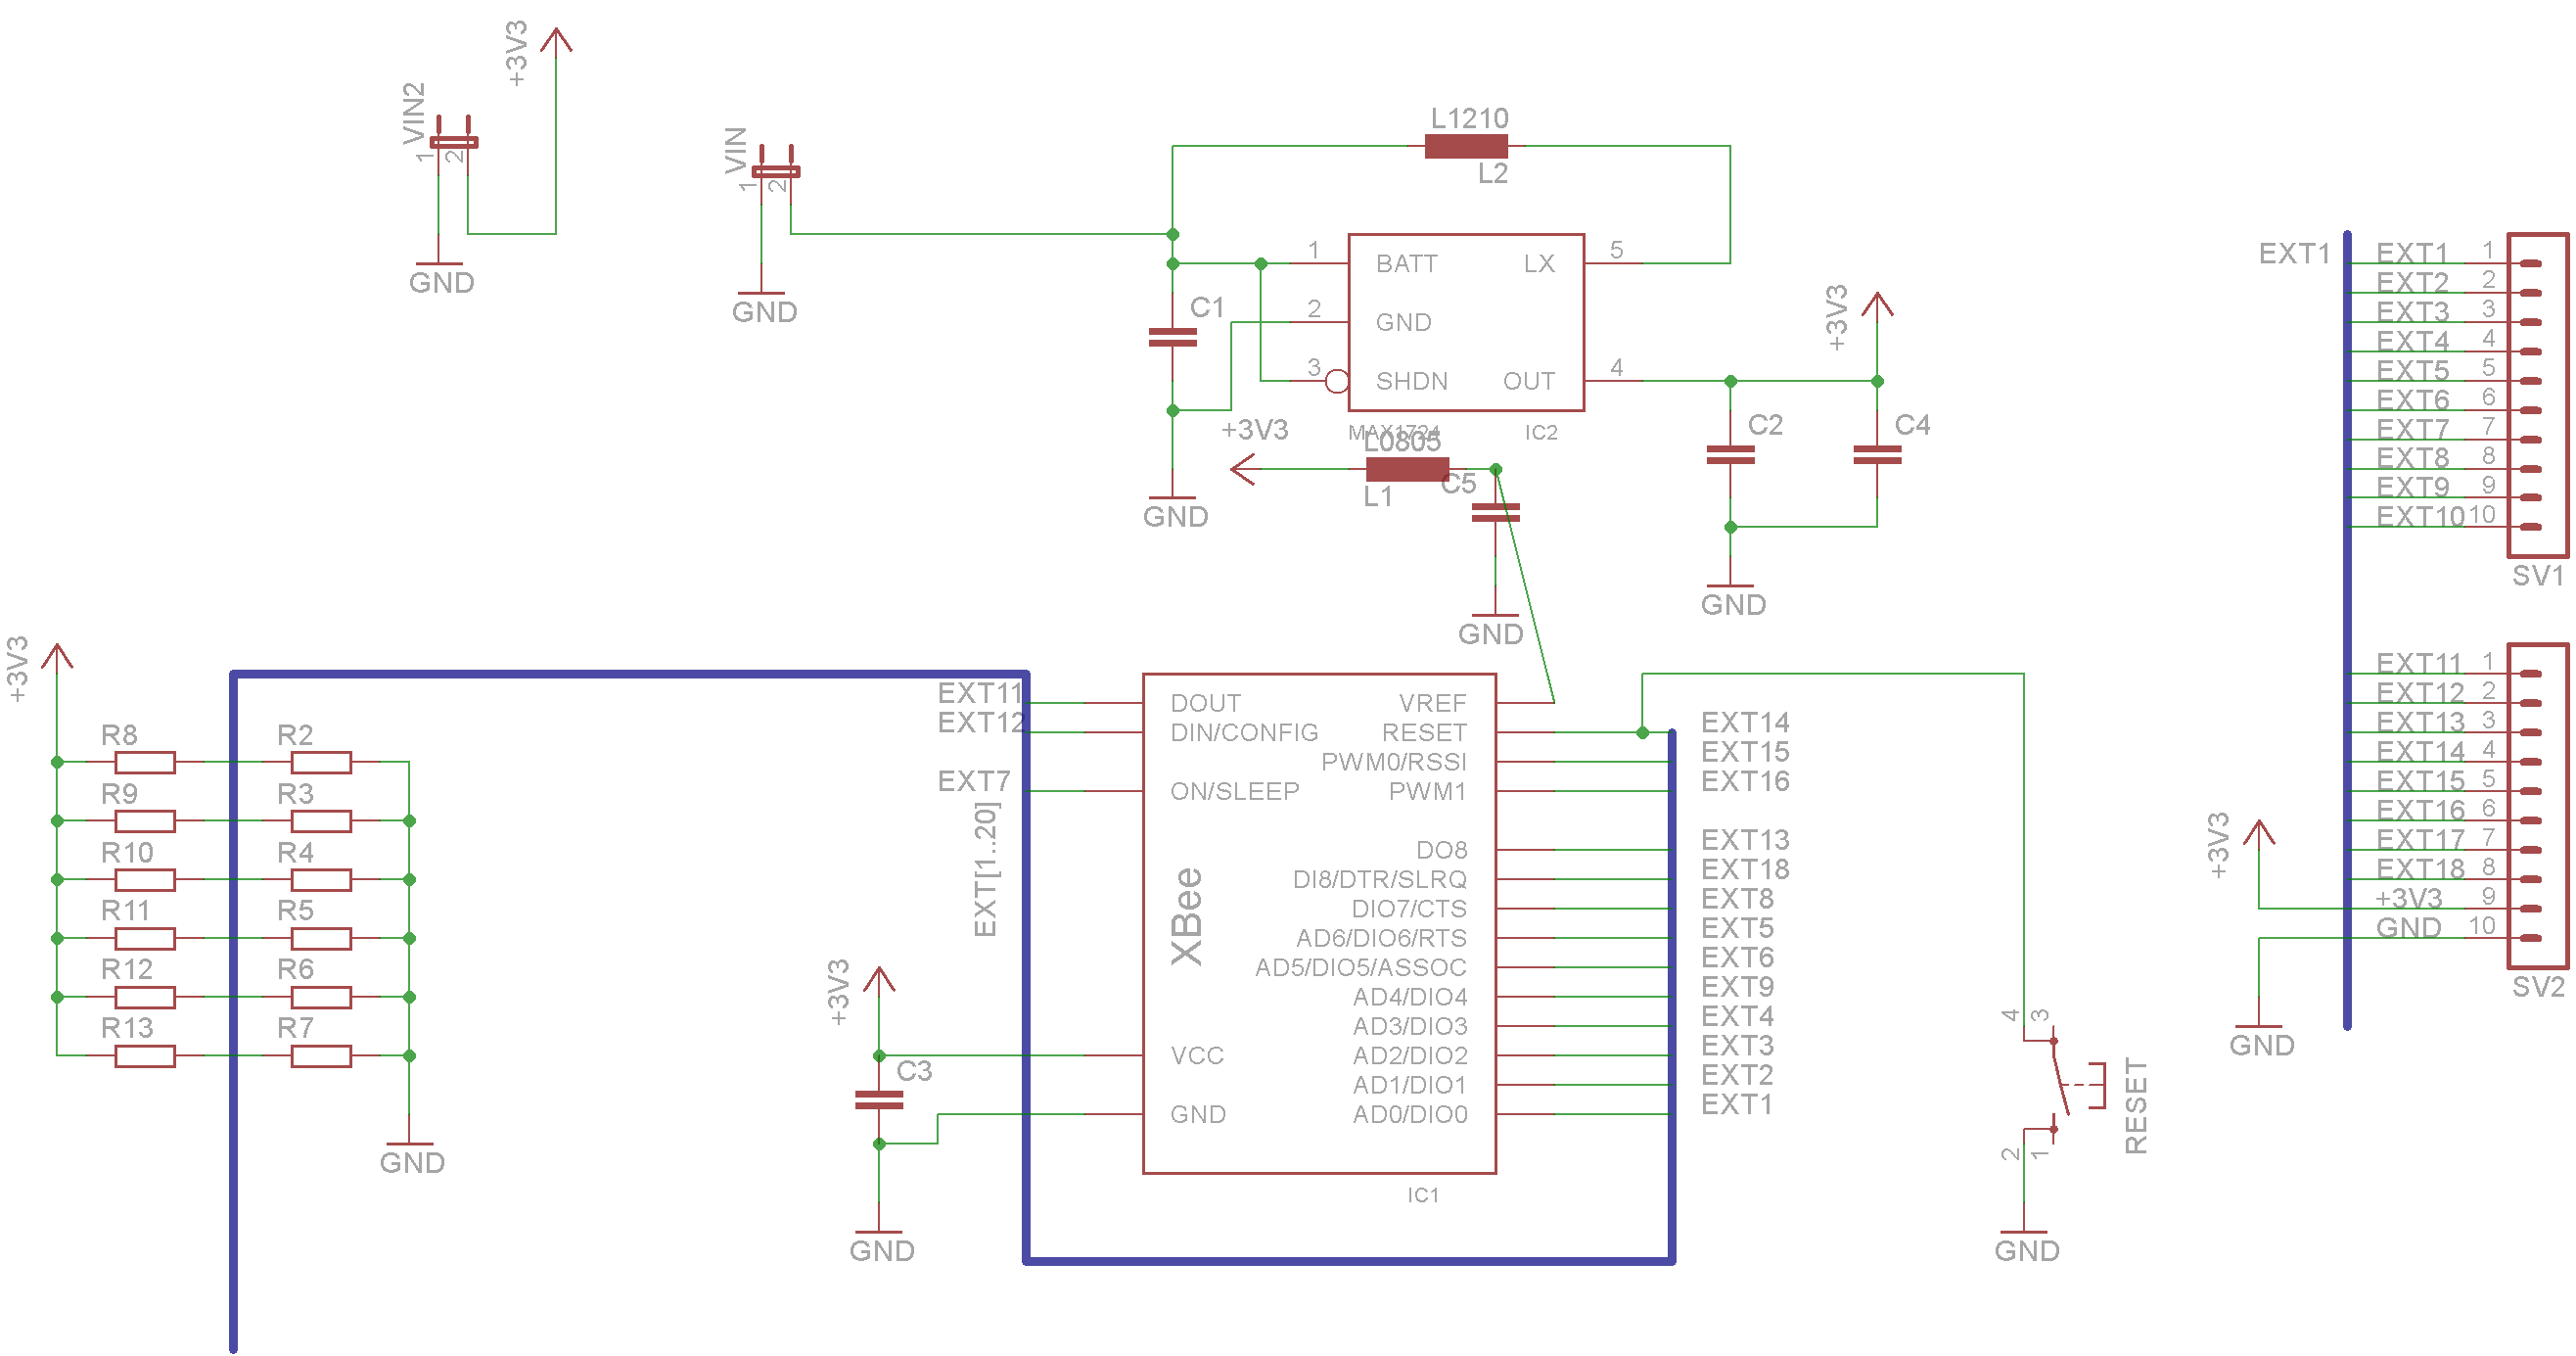 +3V3
VIN2
1
2
GND
VIN
1
2
GND
L1210
L2
1
BATT
LX
5
C1
2
GND
3
SHDN
OUT
4
MAX1724
IC2
GND
+3V3
L0805
L1
C5
GND
+3V3
C2
C4
GND
EXT1
EXT1 1
EXT2 2
EXT3 3
EXT4 4
EXT5 5
EXT6 6
EXT7 7
EXT8 8
EXT9 9
EXT10 10
SV1
EXT11 1
EXT12 2
EXT13 3
EXT14 4
EXT15 5
EXT16 6
EXT17 7
EXT18 8
+3V3 9
GND 10
SV2
+3V3
GND
+3V3
R8 R2
R9 R3
R10 R4
R11 R5
R12 R6
R13 R7
GND
EXT11
EXT12
EXT7
EXT[1..20]
DOUT
DIN/CONFIG
ON/SLEEP
XBee
VCC
GND
VREF
RESET
PWM0/RSSI
PWM1
DO8
DI8/DTR/SLRQ
DIO7/CTS
AD6/DIO6/RTS
AD5/DIO5/ASSOC
AD4/DIO4
AD3/DIO3
AD2/DIO2
AD1/DIO1
AD0/DIO0
IC1
EXT14
EXT15
EXT16
EXT13
EXT18
EXT8
EXT5
EXT6
EXT9
EXT4
EXT3
EXT2
EXT1
+3V3
C3
GND
4
3
2
1
RESET
GND